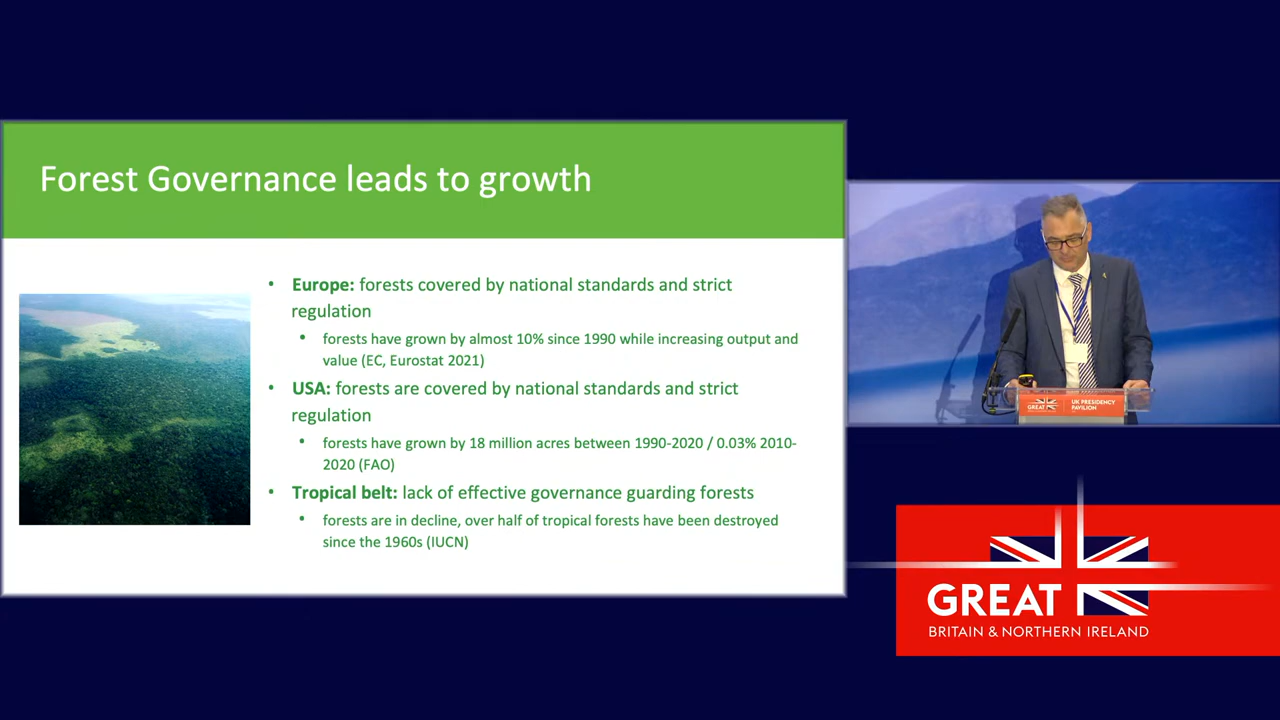 Forest Governance leads to growth
• Europe: forests covered by national standards and strict
regulation
• forests have grown by almost 10% since 1990 while increasing output and
value (EC, Eurostat 2021)
• USA: forests are covered by national standards and strict
regulation
• forests have grown by 18 million acres between 1990-2020 / 0.03% 2010-
2020 (FAO)
• Tropical belt: lack of effective governance guarding forests
• forests are in decline, over half of tropical forests have been destroyed
since the 1960s (IUCN)
GREAT
UK PRESIDENCY
PAVILION
GREAT
BRITAIN & NORTHERN IRELAND